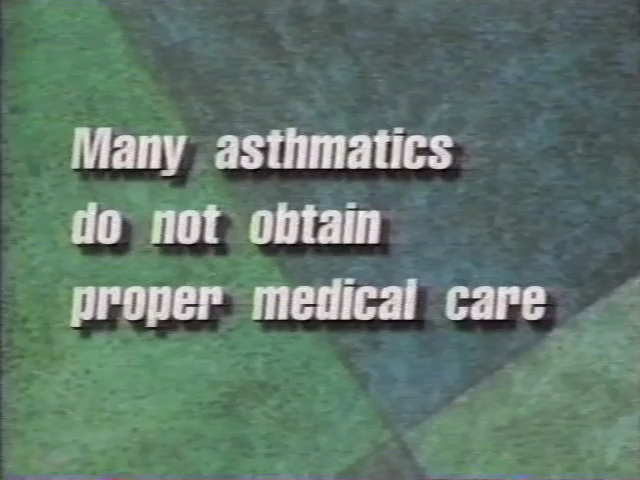 Many asthmatics
do not obtain
proper medical care